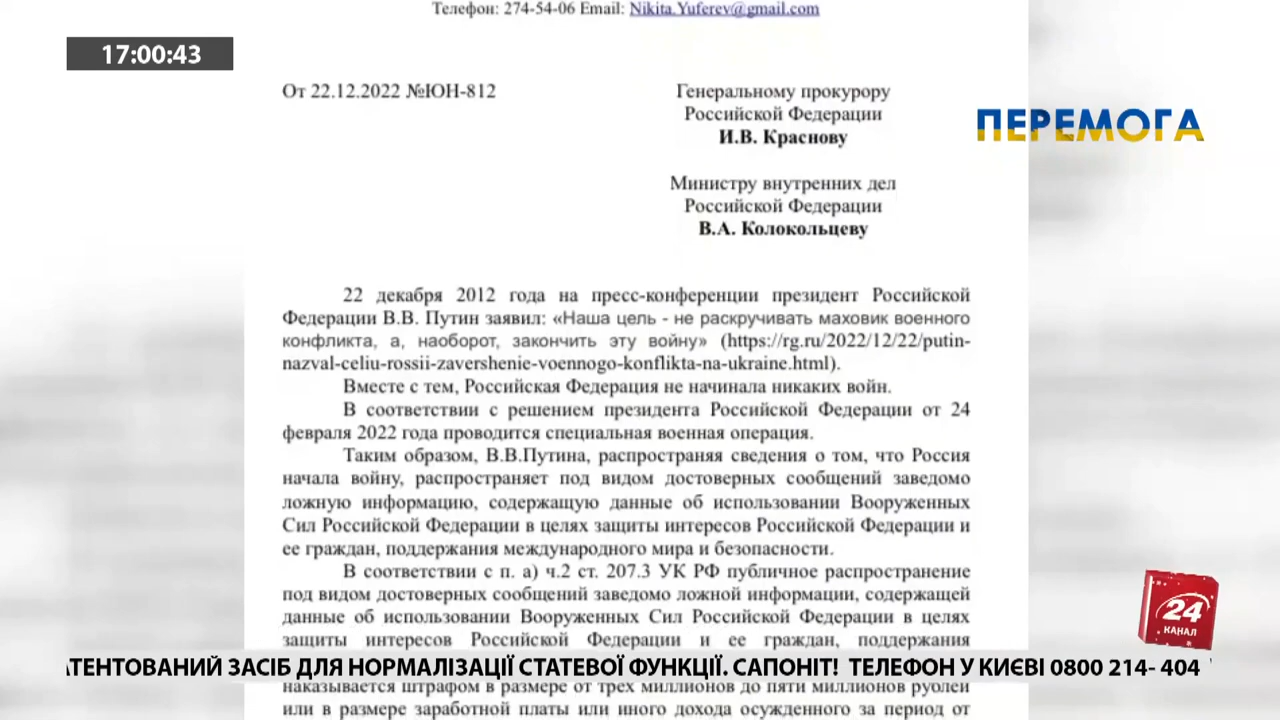 Телефон: 274-54-06 Email: Nikita.Yuferev@gmail.com
17:00:43
От 22.12.2022 №ЮН-812
Генеральному прокурору
Российской Федерации
И.В. Краснову
ПЕРЕМОГА
Министру внутренних дел
Российской Федерации
В.А. Колокольцеву
22 декабря 2012 года на пресс-конференции президент Российской
Федерации В.В. Путин заявил: «Наша цель - не раскручивать маховик военного
конфликта, а, наоборот, закончить эту войну» (https://rg.ru/2022/12/22/putin-
nazval-celiu-rossii-zavershenie-voennogo-konflikta-na-ukraine.html).
Вместе с тем, Российская Федерация не начинала никаких войн.
В соответствии с решением президента Российской Федерации от 24
февраля 2022 года проводится специальная военная операция.
Таким образом, В.В.Путина, распространяя сведения о том, что Россия
начала войну, распространяет под видом достоверных сообщений заведомо
ложную информацию, содержащую данные об использовании Вооруженных
Сил Российской Федерации в целях защиты интересов Российской Федерации и
ее граждан, поддержания международного мира и безопасности.
В соответствии с п. а) ч.2 ст. 207.3 УК РФ публичное распространение
под видом достоверных сообщений заведомо ложной информации, содержащей
данные об использовании Вооруженных Сил Российской Федерации в целях
защиты интересов Российской Федерации и ее граждан, поддержания
24
КАНАЛ
АТЕНТОВАНИЙ ЗАСІБ ДЛЯ НОРМАЛІЗАЦІЇ СТАТЕВОЇ ФУНКЦІЇ. САПОНІТ! ТЕЛЕФОН У КИЄВІ 0800 214- 404
наказывается штрафом в размере от трех миллионов до пяти миллионов рублей
или в размере заработной платы или иного дохода осужденного за период от